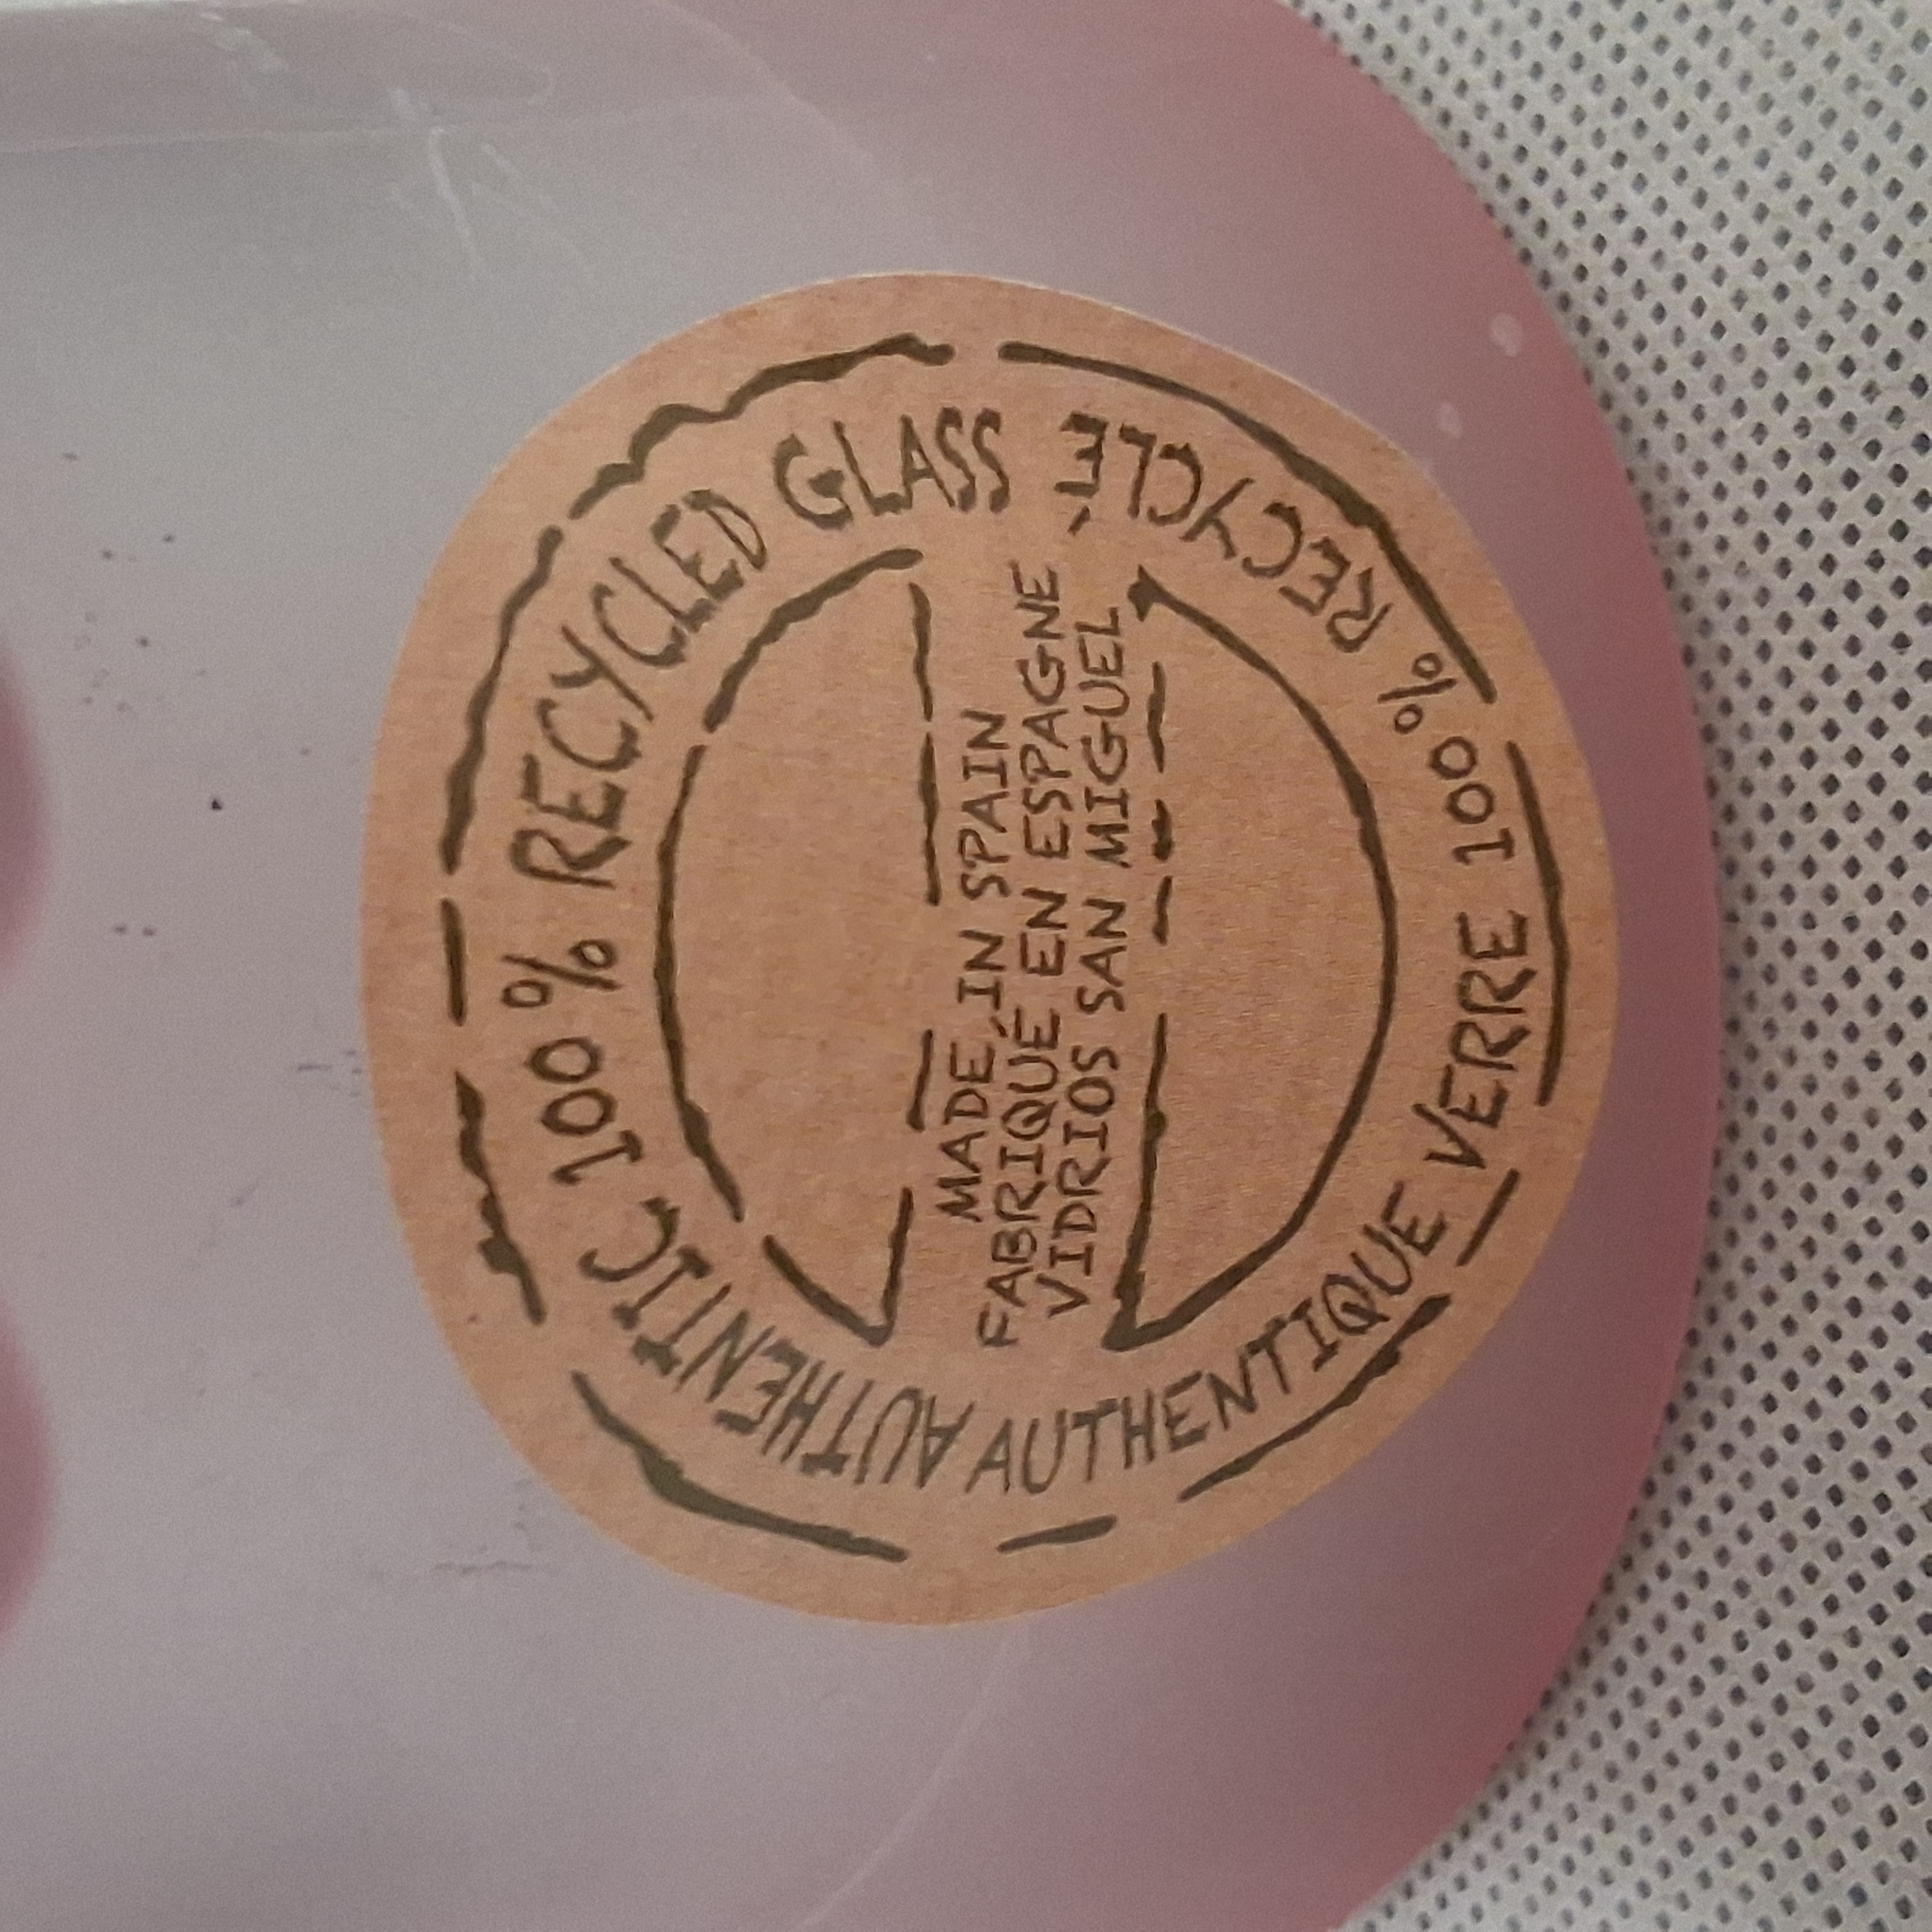 AUTHENTIC 100% RECYCLED GLASS
MADE IN SPAIN
FABRIQUÉ EN ESPAGNE
VIDRIOS SAN MIGUEL
AUTHENTIQUE VERRE 100% RECYCLÉ